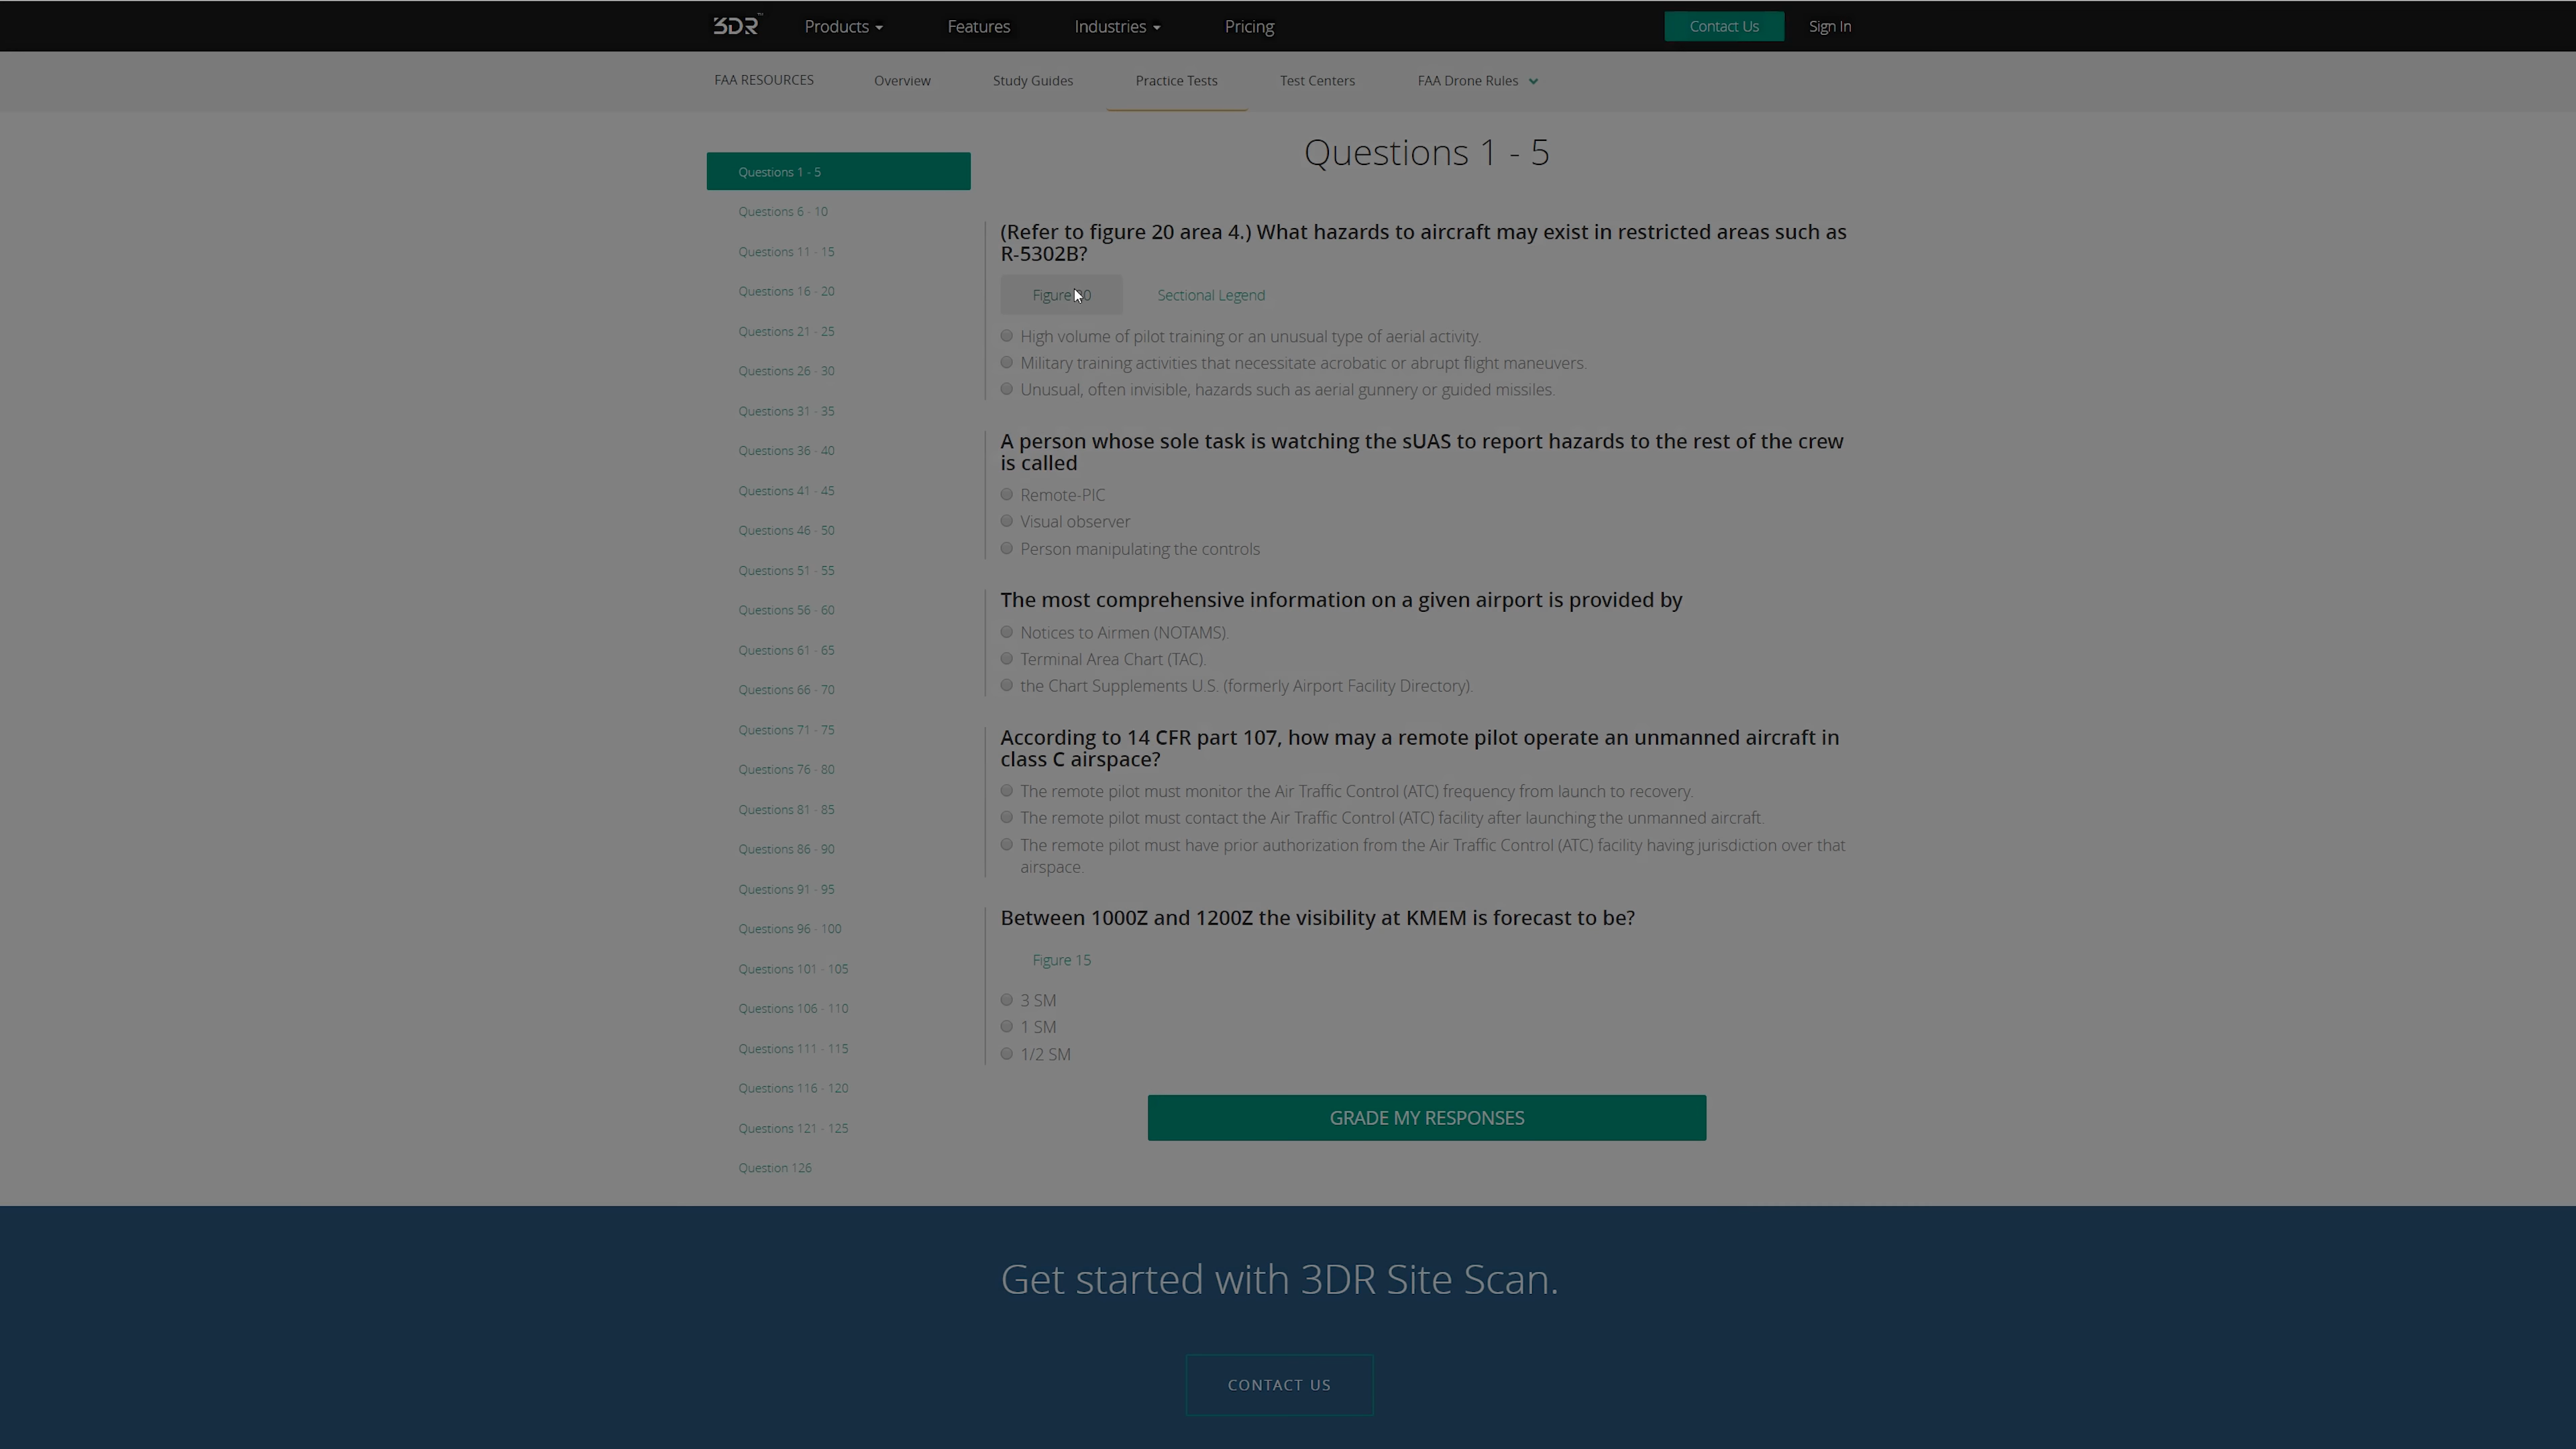 3DR™ Products Features Industries Pricing Contact Us Sign In
FAA RESOURCES Overview Study Guides Practice Tests Test Centers FAA Drone Rules
Questions 1 - 5
Questions 6 - 10
Questions 11 - 15
Questions 16 - 20
Questions 21 - 25
Questions 26 - 30
Questions 31 - 35
Questions 36 - 40
Questions 41 - 45
Questions 46 - 50
Questions 51 - 55
Questions 56 - 60
Questions 61 - 65
Questions 66 - 70
Questions 71 - 75
Questions 76 - 80
Questions 81 - 85
Questions 86 - 90
Questions 91 - 95
Questions 96 - 100
Questions 101 - 105
Questions 106 - 110
Questions 111 - 115
Questions 116 - 120
Questions 121 - 125
Question 126
Questions 1 - 5
(Refer to figure 20 area 4.) What hazards to aircraft may exist in restricted areas such as
R-5302B?
Figure 20 Sectional Legend
High volume of pilot training or an unusual type of aerial activity.
Military training activities that necessitate acrobatic or abrupt flight maneuvers.
Unusual, often invisible, hazards such as aerial gunnery or guided missiles.
A person whose sole task is watching the sUAS to report hazards to the rest of the crew
is called
Remote-PIC
Visual observer
Person manipulating the controls
The most comprehensive information on a given airport is provided by
Notices to Airmen (NOTAMS).
Terminal Area Chart (TAC).
the Chart Supplements U.S. (formerly Airport Facility Directory).
According to 14 CFR part 107, how may a remote pilot operate an unmanned aircraft in
class C airspace?
The remote pilot must monitor the Air Traffic Control (ATC) frequency from launch to recovery.
The remote pilot must contact the Air Traffic Control (ATC) facility after launching the unmanned aircraft.
The remote pilot must have prior authorization from the Air Traffic Control (ATC) facility having jurisdiction over that
airspace.
Between 1000Z and 1200Z the visibility at KMEM is forecast to be?
Figure 15
3 SM
1 SM
1/2 SM
GRADE MY RESPONSES
Get started with 3DR Site Scan.
CONTACT US